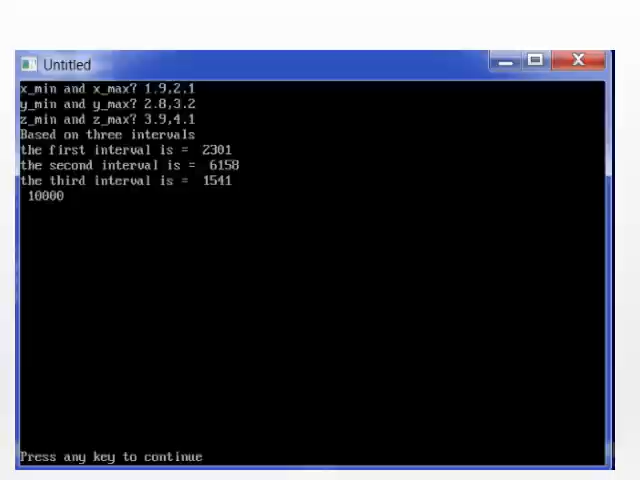 Untitled
x_min and x_max? 1.9,2.1
y_min and y_max? 2.8,3.2
z_min and z_max? 3.9,4.1
Based on three intervals
the first interval is =  2301
the second interval is =  6158
the third interval is =  1541
10000
Press any key to continue